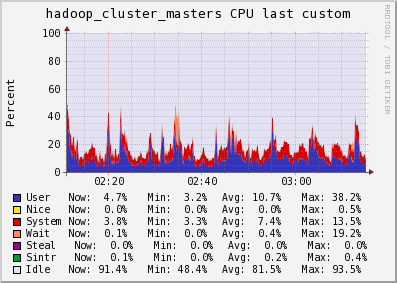 hadoop_cluster_masters CPU last custom
RRDTOOL / TOBI OETIKER
Percent
100
80
60
40
20
0
02:20 02:40 03:00
User Now: 4.7% Min: 3.2% Avg: 10.7% Max: 38.2%
Nice Now: 0.0% Min: 0.0% Avg: 0.0% Max: 0.5%
System Now: 3.8% Min: 3.3% Avg: 7.4% Max: 13.5%
Wait Now: 0.1% Min: 0.0% Avg: 0.4% Max: 19.2%
Steal Now: 0.0% Min: 0.0% Avg: 0.0% Max: 0.0%
Sintr Now: 0.1% Min: 0.0% Avg: 0.2% Max: 0.4%
Idle Now: 91.4% Min: 48.4% Avg: 81.5% Max: 93.5%